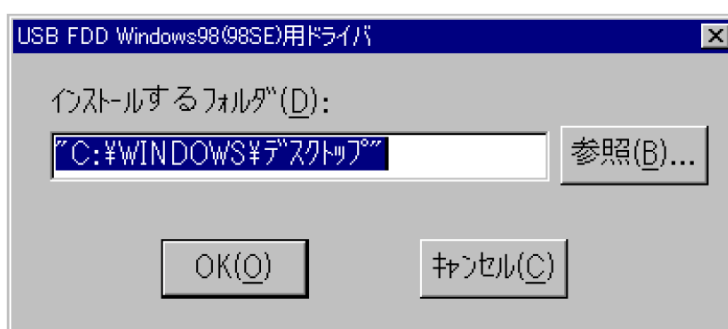 USB FDD Windows98(98SE)用ドライバ
インストールするフォルダ(D):
"C:¥WINDOWS¥デスクトップ"
参照(B)...
OK(O)
キャンセル(C)